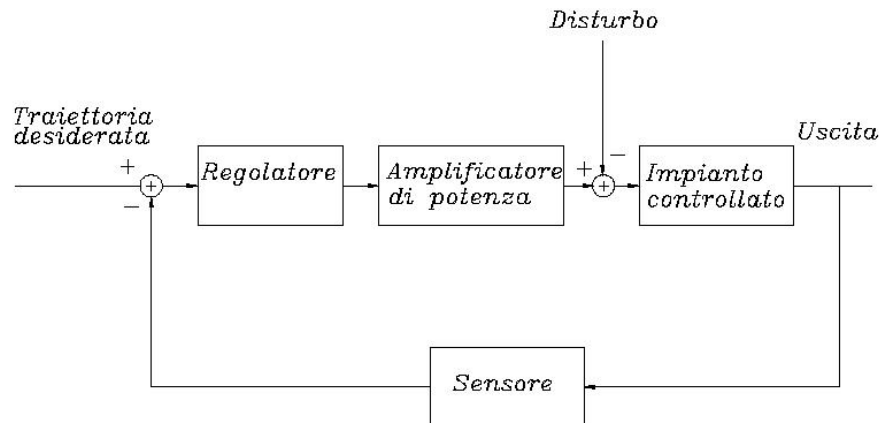 Disturbo
Traiettoria
desiderata
Uscita
+
−
+
−
+
+
Regolatore
Amplificatore
di potenza
Impianto
controllato
Sensore